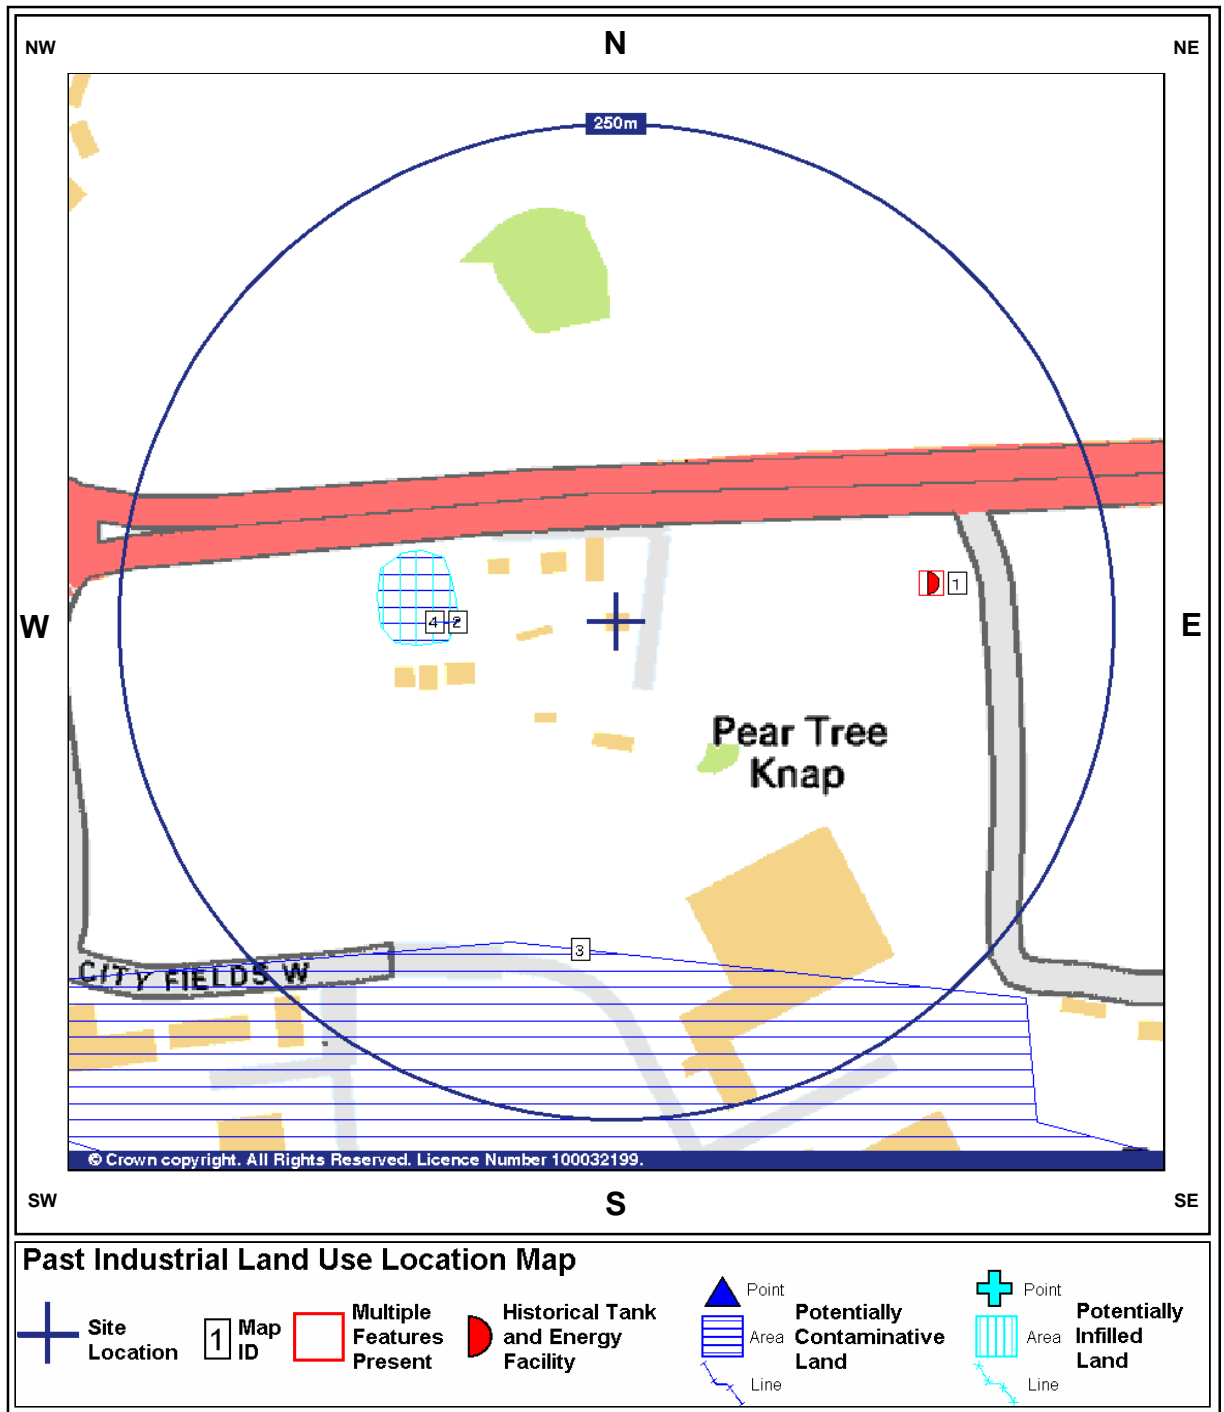 NW
N
NE
250m
W
E
1
4 2
Pear Tree
Knap
3
CITY FIELDS W
© Crown copyright. All Rights Reserved. Licence Number 100032199.
SW
S
SE
Past Industrial Land Use Location Map
Site
Location
1
Map
ID
Multiple
Features
Present
Historical Tank
and Energy
Facility
Point
Area
Line
Potentially
Contaminative
Land
Point
Area
Line
Potentially
Infilled
Land